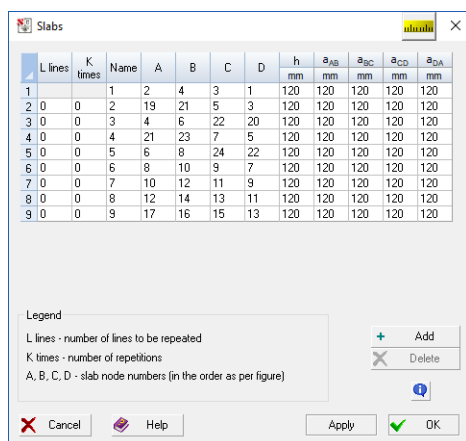 Slabs
L lines K times Name A B C D h mm aAB mm aBC mm aCD mm aDA mm
1 1 2 4 3 1 120 120 120 120 120
2 0 0 2 19 21 5 3 120 120 120 120 120
3 0 0 3 4 6 22 20 120 120 120 120 120
4 0 0 4 21 23 7 5 120 120 120 120 120
5 0 0 5 6 8 24 22 120 120 120 120 120
6 0 0 6 8 10 9 7 120 120 120 120 120
7 0 0 7 10 12 11 9 120 120 120 120 120
8 0 0 8 12 14 13 11 120 120 120 120 120
9 0 0 9 17 16 15 13 120 120 120 120 120
Legend
L lines - number of lines to be repeated
K times - number of repetitions
A, B, C, D - slab node numbers (in the order as per figure)
Add
Delete
Cancel Help Apply OK